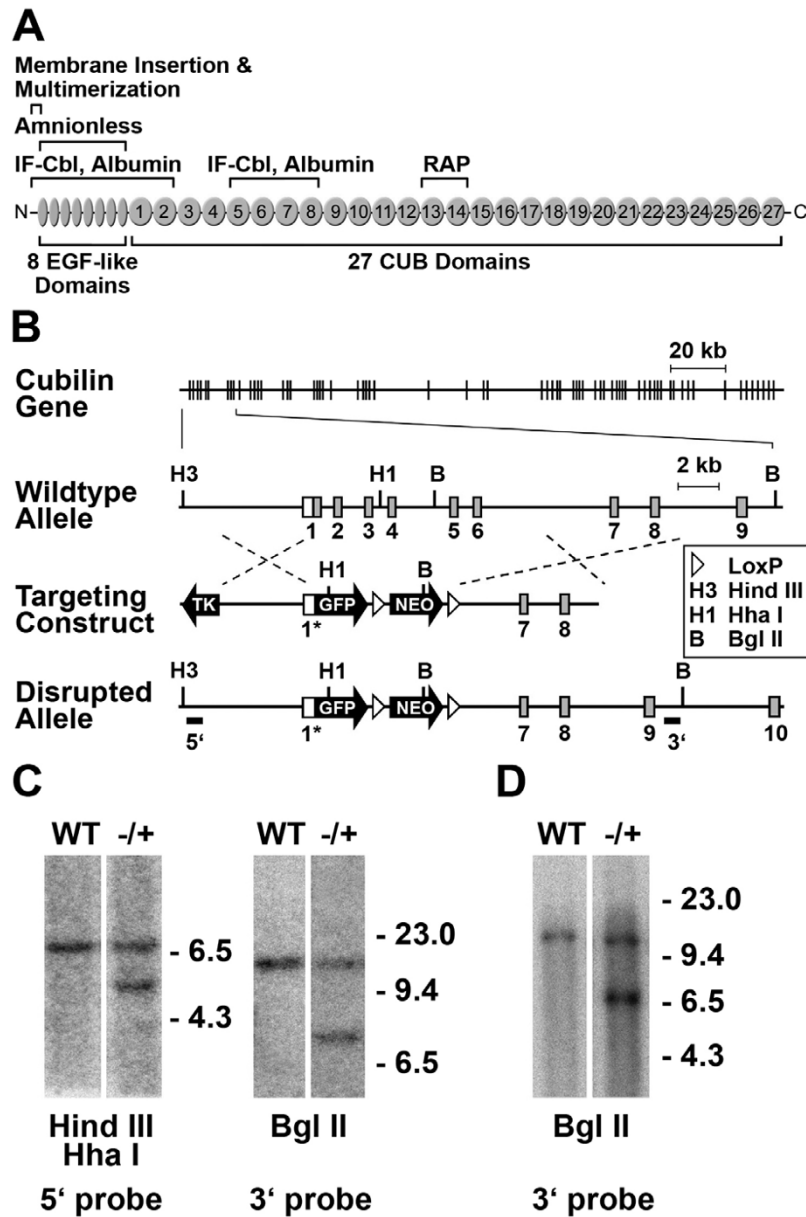 A
Membrane Insertion &
Multimerization
Amnionless
IF-Cbl, Albumin IF-Cbl, Albumin RAP
N 1 2 3 4 5 6 7 8 9 10 11 12 13 14 15 16 17 18 19 20 21 22 23 24 25 26 27 C
8 EGF-like
Domains
27 CUB Domains
B
20 kb
Cubilin
Gene
H3 H1 B 2 kb B
Wildtype
Allele
1 2 3 4 5 6 7 8 9
Targeting
Construct
TK H1 GFP B NEO
1* 7 8
LoxP
H3 Hind III
H1 Hha I
B Bgl II
Disrupted
Allele
H3 H1 B B
GFP NEO
5‘ 1* 7 8 9 3‘ 10
C
WT -/+
- 6.5
- 4.3
Hind III
Hha I
5‘ probe
WT -/+
- 23.0
- 9.4
- 6.5
Bgl II
3‘ probe
D
WT -/+
- 23.0
- 9.4
- 6.5
- 4.3
Bgl II
3‘ probe